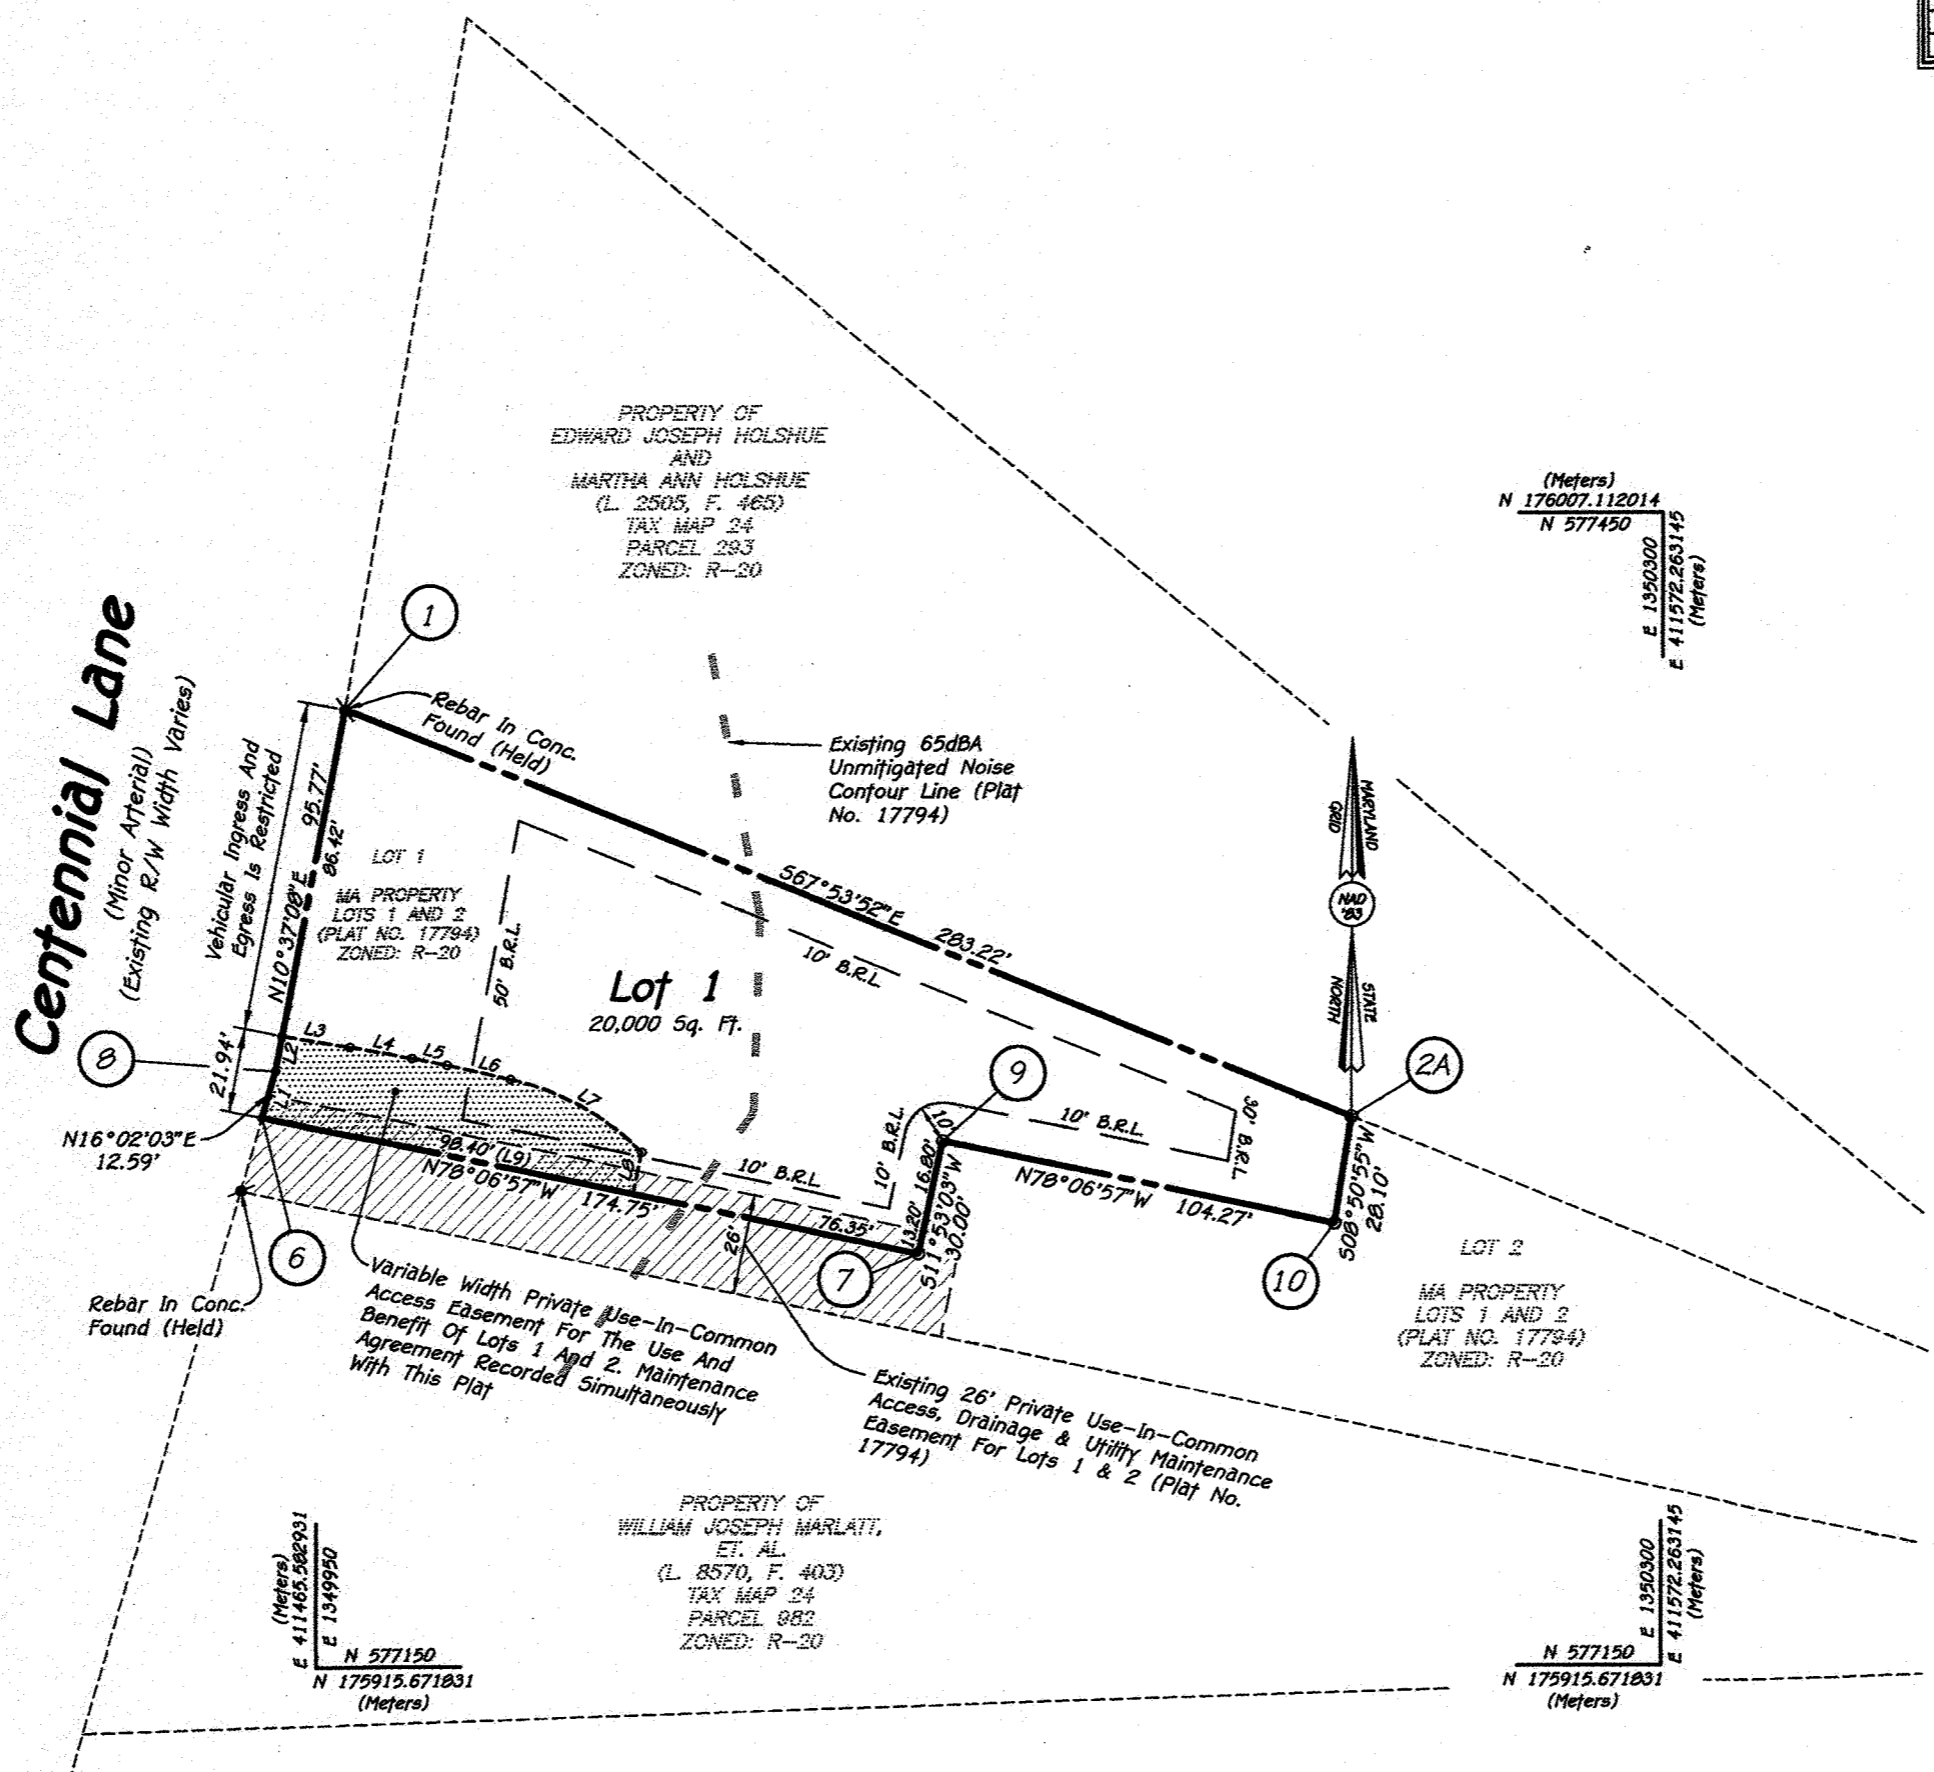 PROPERTY OF
EDWARD JOSEPH HOLSHUE
AND
MARTHA ANN HOLSHUE
(L. 2505, F. 465)
TAX MAP 24
PARCEL 293
ZONED: R-20
(Meters)
N 176007.112014
N 577450
E 1350300
E 411572.263145
(Meters)
Centennial Lane
(Minor Arterial)
(Existing R/W Width Varies)
Vehicular Ingress And
Egress Is Restricted
1
Rebar In Conc.
Found (Held)
Existing 65dBA
Unmitigated Noise
Contour Line (Plat
No. 17794)
95.77'
86.42'
N10°37'08"E
LOT 1
MA PROPERTY
LOTS 1 AND 2
(PLAT NO. 17794)
ZONED: R-20
50' B.R.L.
S67°53'52"E
283.22'
10' B.R.L
Lot 1
20,000 Sq. Ft.
MARYLAND
GRID
NAD
'83
STATE
NORTH
2A
8
21.94'
L3
L4
L5
L6
L7
L2
L1
L8
N16°02'03"E
12.59'
98.40' (L9)
N78°06'57"W
174.75'
76.35'
10' B.R.L
10' B.R.L.
10'
9
10' B.R.L
30' B.R.L.
N78°06'57"W
104.27'
S08°50'55"W
28.10'
13.20'
16.80'
S11°53'03"W
30.00'
26'
6
7
10
Rebar In Conc.
Found (Held)
Variable Width Private Use-In-Common
Access Easement For The Use And
Benefit Of Lots 1 And 2. Maintenance
Agreement Recorded Simultaneously
With This Plat
Existing 26' Private Use-In-Common
Access, Drainage & Utility Maintenance
Easement For Lots 1 & 2 (Plat No.
17794)
LOT 2
MA PROPERTY
LOTS 1 AND 2
(PLAT NO. 17794)
ZONED: R-20
PROPERTY OF
WILLIAM JOSEPH MARLATT,
ET. AL.
(L. 8570, F. 403)
TAX MAP 24
PARCEL 982
ZONED: R-20
(Meters)
E 411465.582931
E 1349950
N 577150
N 175915.671831
(Meters)
E 1350300
E 411572.263145
(Meters)
N 577150
N 175915.671831
(Meters)